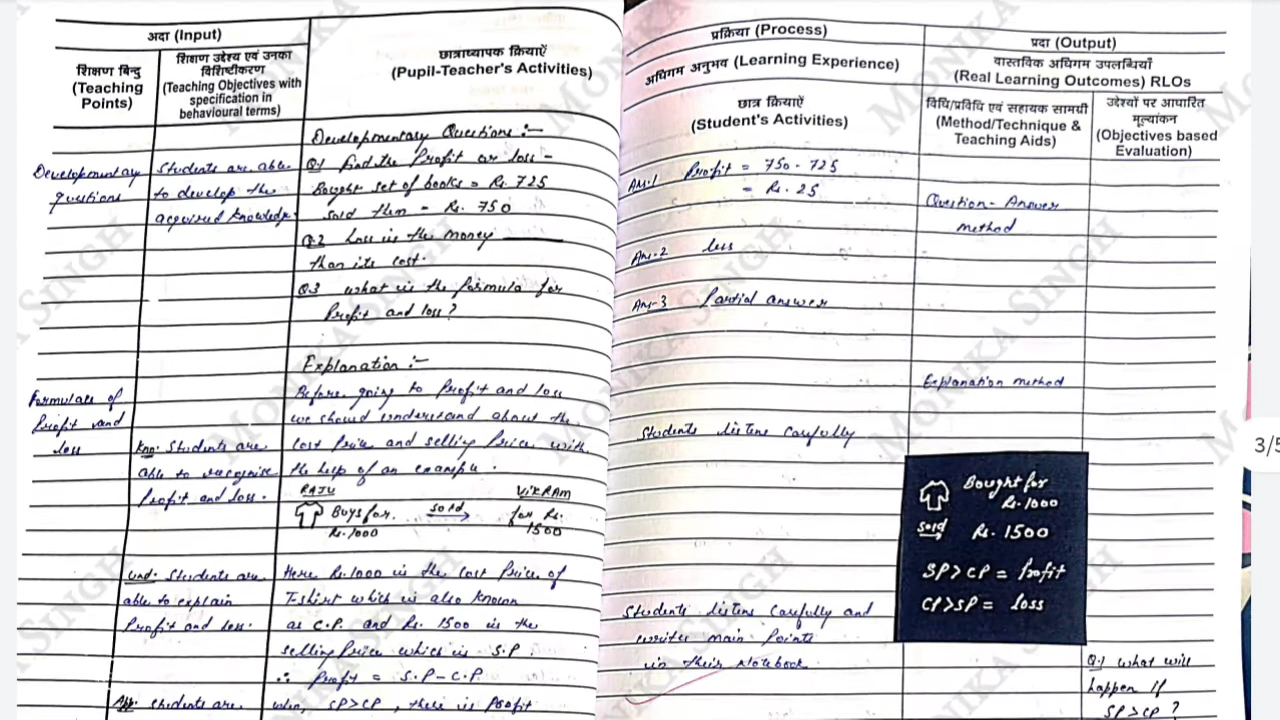 अदा (Input)
शिक्षण बिन्दु
(Teaching
Points)
शिक्षण उद्देश्य एवं उनका
विशिष्टीकरण
(Teaching Objectives with
specification in
behavioural terms)
छात्राध्यापक क्रियाऐं
(Pupil-Teacher's Activities)
Developmentary
questions
Students are able
to develop the
acquired knowledge.
Developmentary Questions :-
Q1 Find the Profit or loss -
Bought set of books = Rs. 725
sold them = Rs. 750
Q.2 Loss is the money ______
than its cost.
Q.3 what is the formula for
Profit and loss?
Formulaes of
Profit and
loss
Kno: Students are
able to recognise
Profit and loss.
Und: Students are
able to explain
Profit and loss.
App: Students are
Explanation :-
Before going to Profit and loss
we should understand about the
cost Price and selling Price with
the help of an example.
RAJU
VIKRAM
Buys for
Rs. 1000
sold
for Rs.
1500
Here Rs.1000 is the cost Price of
T-shirt which is also known
as C.P. and Rs. 1500 is the
selling Price which is S.P.
∴ Profit = S.P - C.P
when, SP>CP, there is Profit
प्रक्रिया (Process)
अधिगम अनुभव (Learning Experience)
छात्र क्रियाऐं
(Student's Activities)
प्रदा (Output)
वास्तविक अधिगम उपलब्धियाँ
(Real Learning Outcomes) RLOs
विधि/प्रविधि एवं सहायक सामग्री
(Method/Technique &
Teaching Aids)
उद्देश्यों पर आधारित
मूल्यांकन
(Objectives based
Evaluation)
Ans.1 Profit = 750 - 725
= Rs. 25
Question-Answer
method
Ans-2 less
Ans-3 Partial answer
Explanation method
Students listens carefully
Bought for
Rs. 1000
sold Rs. 1500
SP > CP = Profit
CP > SP = loss
Students listens carefully and
writes main Points
in their Notebook
Q.1 what will
happen if
SP > CP ?
MONIKA SINGH
3/5